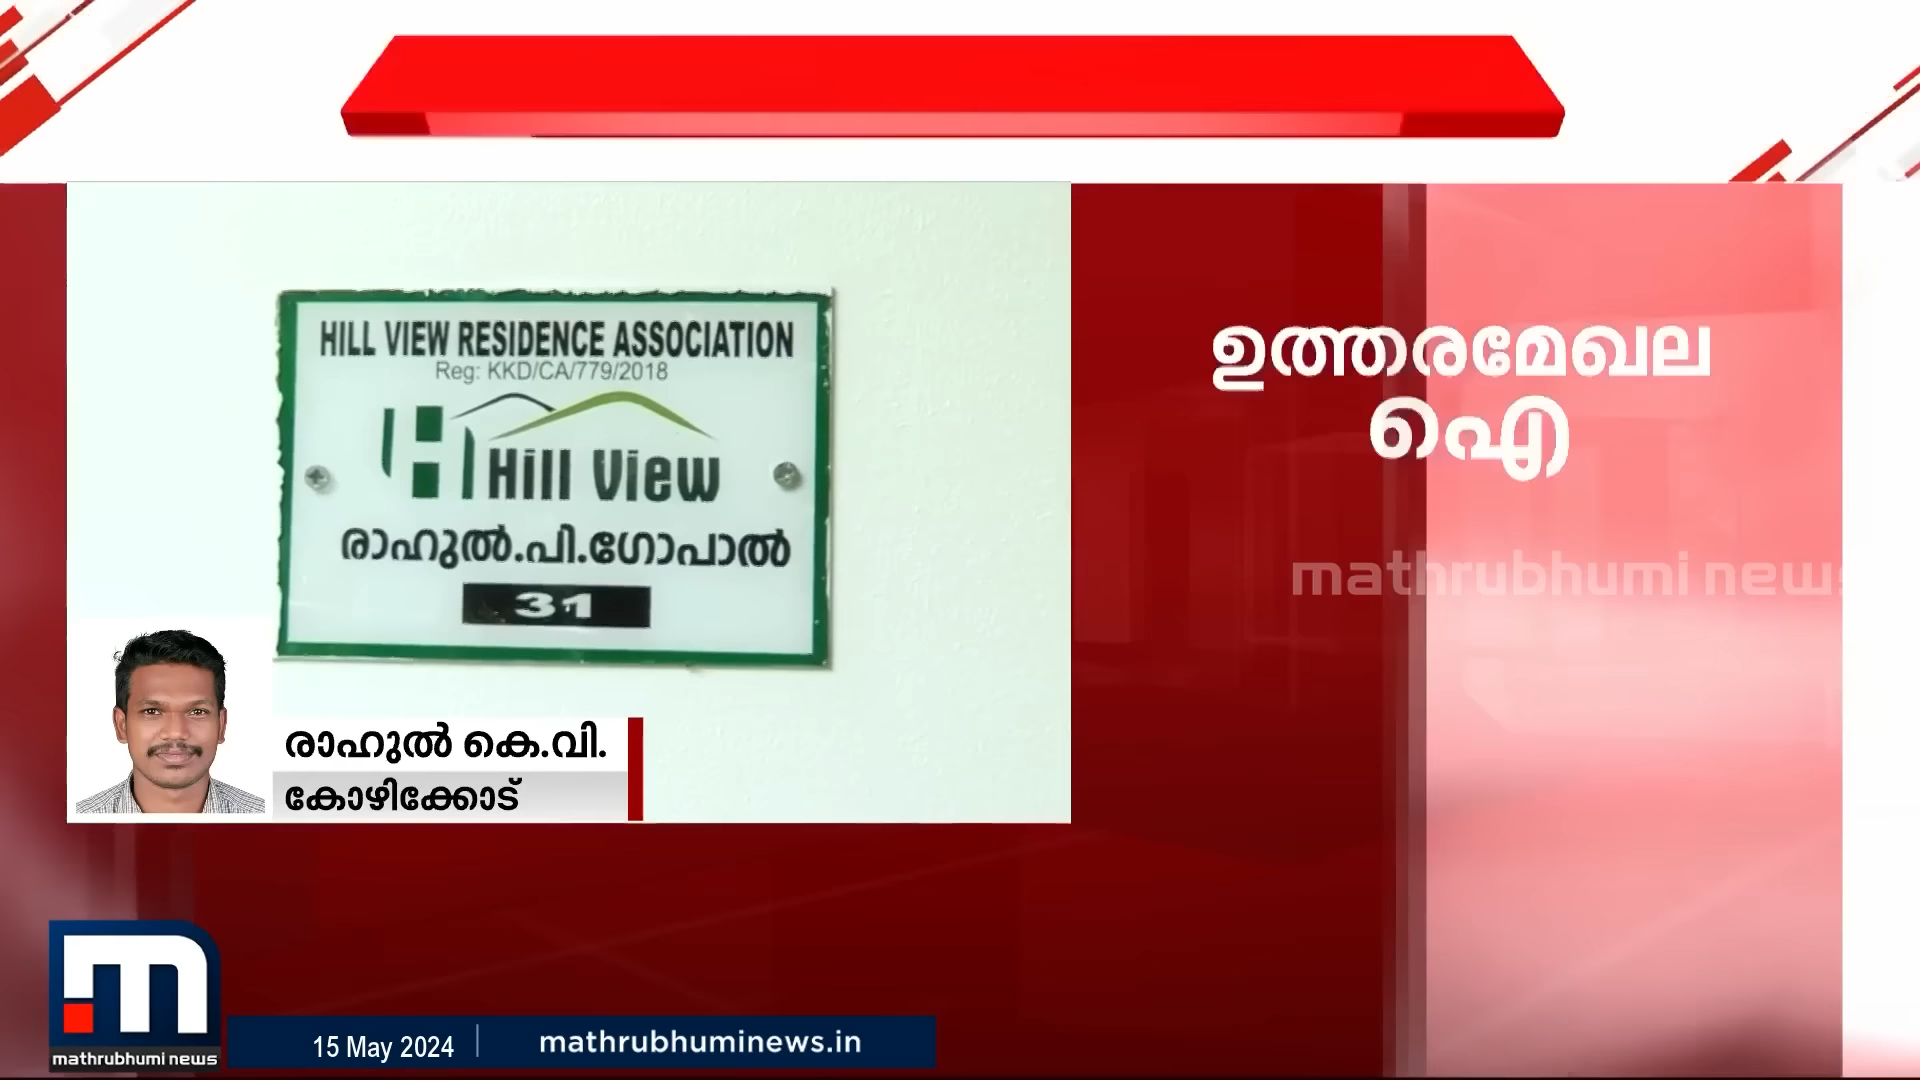 HILL VIEW RESIDENCE ASSOCIATION
Reg: KKD/CA/779/2018
Hill View
രാഹുൽ.പി.ഗോപാൽ
31
രാഹുൽ കെ.വി.
കോഴിക്കോട്
ഉത്തരമേഖല
ഐ
mathrubhumi news
mathrubhumi news
15 May 2024
mathrubhuminews.in